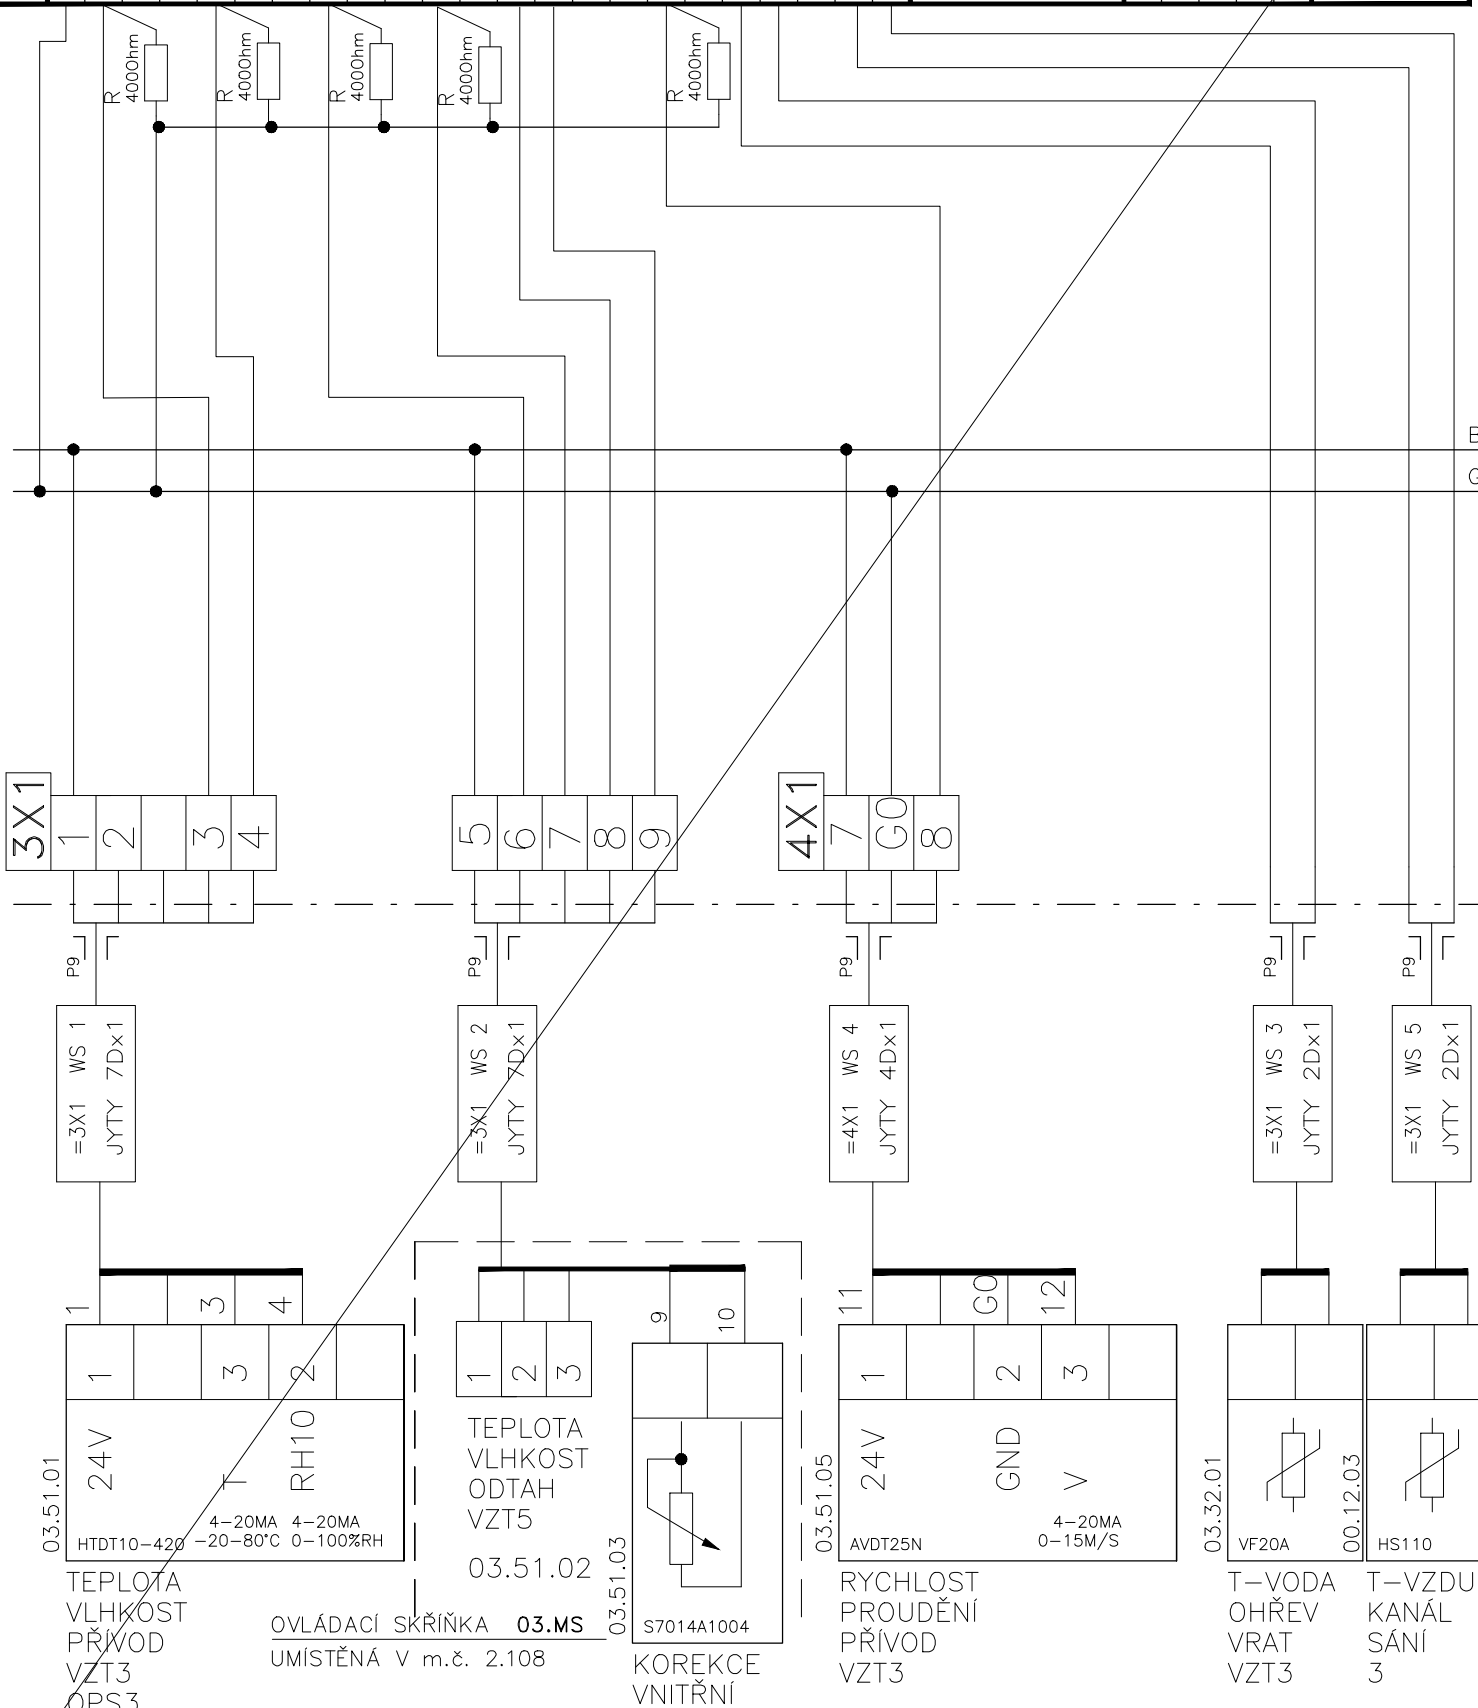 R
400Ohm
R
400Ohm
R
400Ohm
R
400Ohm
R
400Ohm
3X1
1
2
3
4
5
6
7
8
9
4X1
7
G0
8
P9
P9
P9
P9
P9
=3X1 WS 1
JYTY 7Dx1
=3X1 WS 2
JYTY 7Dx1
=4X1 WS 4
JYTY 4Dx1
=3X1 WS 3
JYTY 2Dx1
=3X1 WS 5
JYTY 2Dx1
1
3
4
1
3
2
24V
T
RH10
03.51.01
HTDT10-420
4-20MA
-20-80°C
4-20MA
0-100%RH
TEPLOTA
VLHKOST
PŘÍVOD
VZT3
OPS3
1
2
3
TEPLOTA
VLHKOST
ODTAH
VZT5
03.51.02
9
10
03.51.03
S7014A1004
KOREKCE
VNITŘNÍ
OVLÁDACÍ SKŘÍŇKA 03.MS
UMÍSTĚNÁ V m.č. 2.108
11
G0
12
1
2
3
24V
GND
V
03.51.05
AVDT25N
4-20MA
0-15M/S
RYCHLOST
PROUDĚNÍ
PŘÍVOD
VZT3
03.32.01
VF20A
T-VODA
OHŘEV
VRAT
VZT3
00.12.03
HS110
T-VZDU
KANÁL
SÁNÍ
3